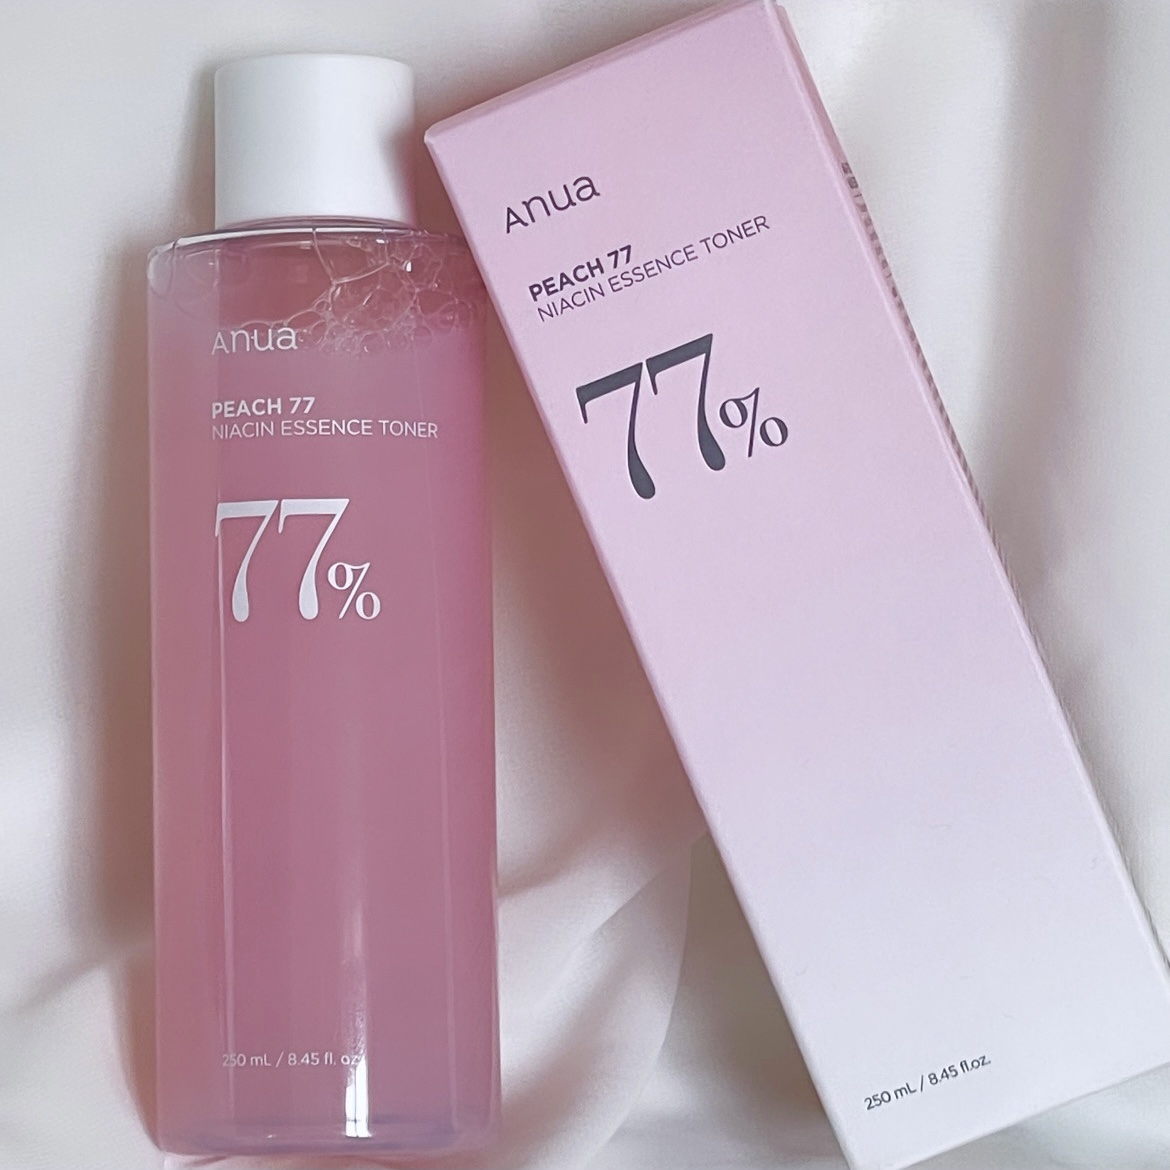 Anua
PEACH 77
NIACIN ESSENCE TONER
77%
250 mL / 8.45 fl. oz.
Anua
PEACH 77
NIACIN ESSENCE TONER
77%
250 mL / 8.45 fl.oz.